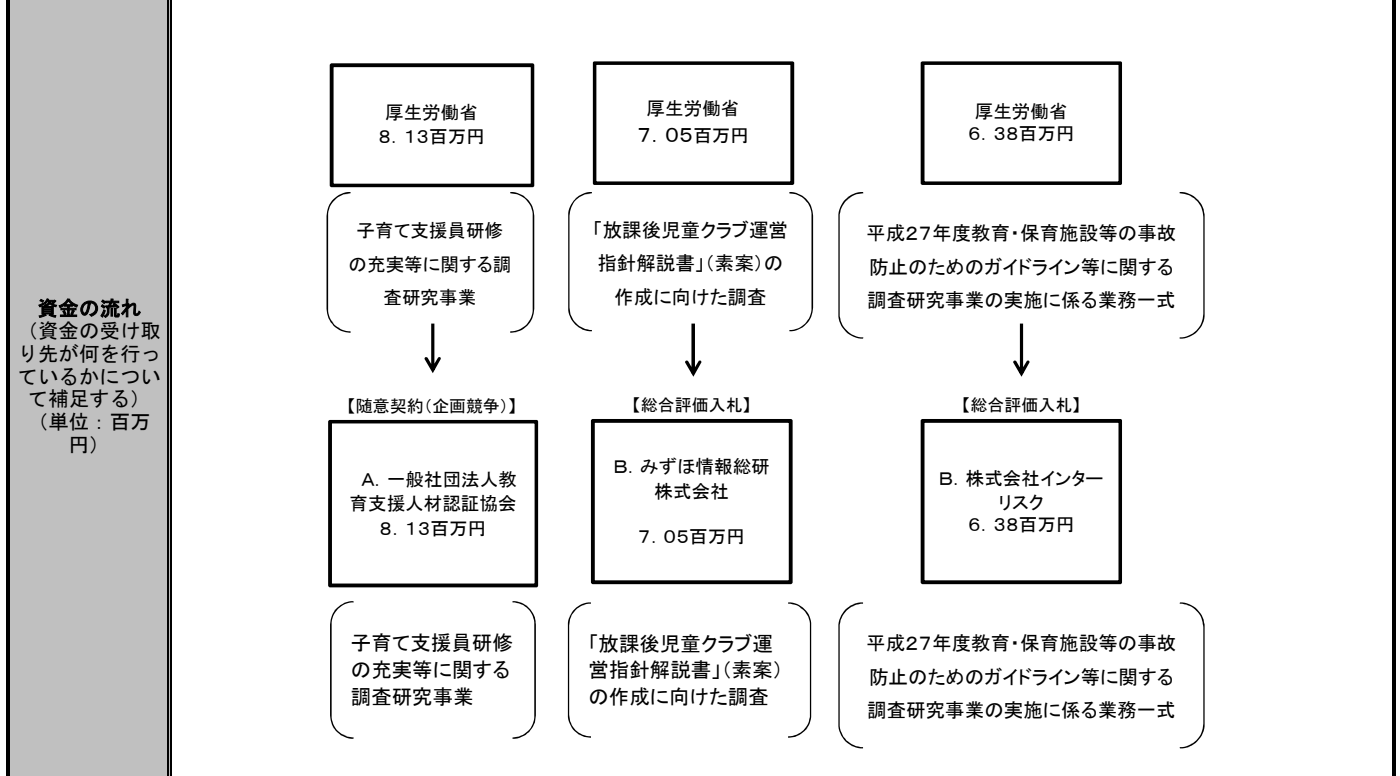 資金の流れ
（資金の受け取
り先が何を行っ
ているかについ
て補足する）
（単位：百万
円）
厚生労働省
８．１３百万円
子育て支援員研修
の充実等に関する調
査研究事業
【随意契約（企画競争）】
Ａ．一般社団法人教
育支援人材認証協会
８．１３百万円
子育て支援員研修
の充実等に関する
調査研究事業
厚生労働省
７．０５百万円
「放課後児童クラブ運営
指針解説書」（素案）の
作成に向けた調査
【総合評価入札】
Ｂ．みずほ情報総研
株式会社
７．０５百万円
「放課後児童クラブ運
営指針解説書」（素案）
の作成に向けた調査
厚生労働省
６．３８百万円
平成２７年度教育・保育施設等の事故
防止のためのガイドライン等に関する
調査研究事業の実施に係る業務一式
【総合評価入札】
Ｂ．株式会社インター
リスク
６．３８百万円
平成２７年度教育・保育施設等の事故
防止のためのガイドライン等に関する
調査研究事業の実施に係る業務一式